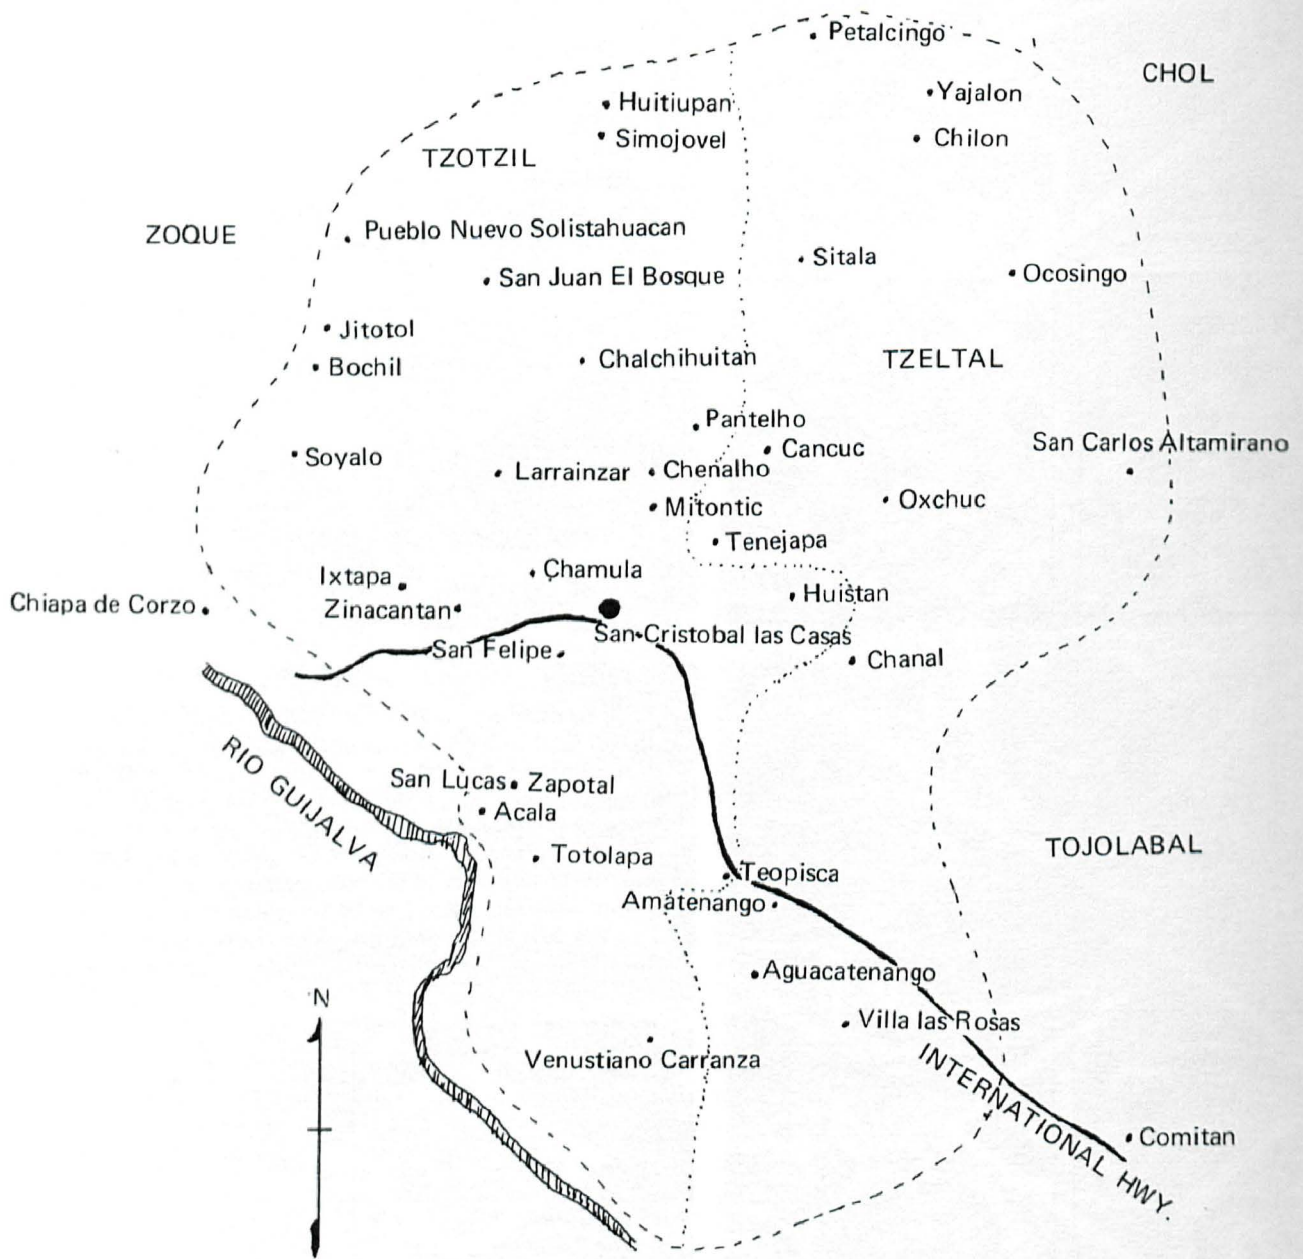 Petalcingo
CHOL
Huitiupan
Yajalon
Simojovel
Chilon
TZOTZIL
ZOQUE
Pueblo Nuevo Solistahuacan
Sitala
San Juan El Bosque
Ocosingo
Jitotol
Chalchihuitan
TZELTAL
Bochil
Pantelho
San Carlos Altamirano
Cancuc
Soyalo
Larrainzar
Chenalho
Oxchuc
Mitontic
Tenejapa
Ixtapa
Chamula
Huistan
Chiapa de Corzo
Zinacantan
San Cristobal las Casas
San Felipe
Chanal
RIO GUIJALVA
San Lucas
Zapotal
Acala
TOJOLABAL
Totolapa
Teopisca
Amatenango
Aguacatenango
N
Villa las Rosas
Venustiano Carranza
INTERNATIONAL HWY.
Comitan